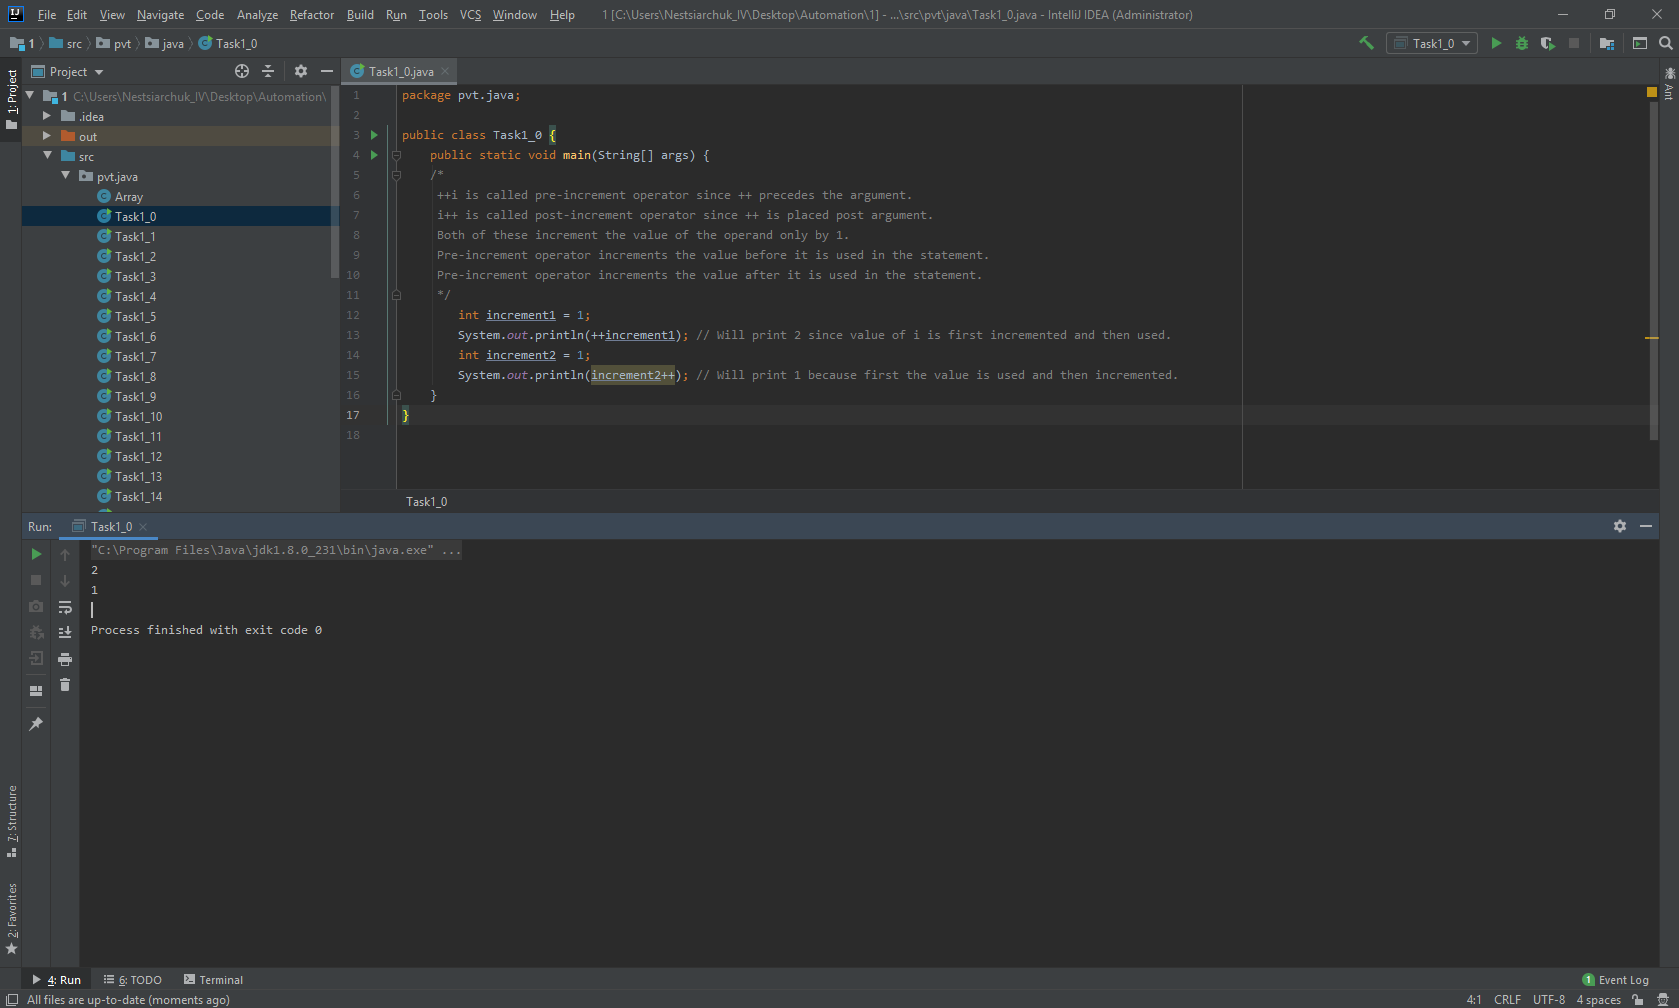 File Edit View Navigate Code Analyze Refactor Build Run Tools VCS Window Help 1 [C:\Users\Nestsiarchuk_IV\Desktop\Automation\1] - ...\src\pvt\java\Task1_0.java - IntelliJ IDEA (Administrator)
1 src pvt java Task1_0 Task1_0
1: Project
Project
Task1_0.java
Ant
1 C:\Users\Nestsiarchuk_IV\Desktop\Automation\
.idea
out
src
pvt.java
Array
Task1_0
Task1_1
Task1_2
Task1_3
Task1_4
Task1_5
Task1_6
Task1_7
Task1_8
Task1_9
Task1_10
Task1_11
Task1_12
Task1_13
Task1_14
1 package pvt.java;
2
3 public class Task1_0 {
4 public static void main(String[] args) {
5 /*
6 ++i is called pre-increment operator since ++ precedes the argument.
7 i++ is called post-increment operator since ++ is placed post argument.
8 Both of these increment the value of the operand only by 1.
9 Pre-increment operator increments the value before it is used in the statement.
10 Pre-increment operator increments the value after it is used in the statement.
11 */
12 int increment1 = 1;
13 System.out.println(++increment1); // Will print 2 since value of i is first incremented and then used.
14 int increment2 = 1;
15 System.out.println(increment2++); // Will print 1 because first the value is used and then incremented.
16 }
17 }
18
Task1_0
Run: Task1_0
"C:\Program Files\Java\jdk1.8.0_231\bin\java.exe" ...
2
1
Process finished with exit code 0
7: Structure
2: Favorites
4: Run 6: TODO Terminal 1 Event Log
All files are up-to-date (moments ago) 4:1 CRLF UTF-8 4 spaces